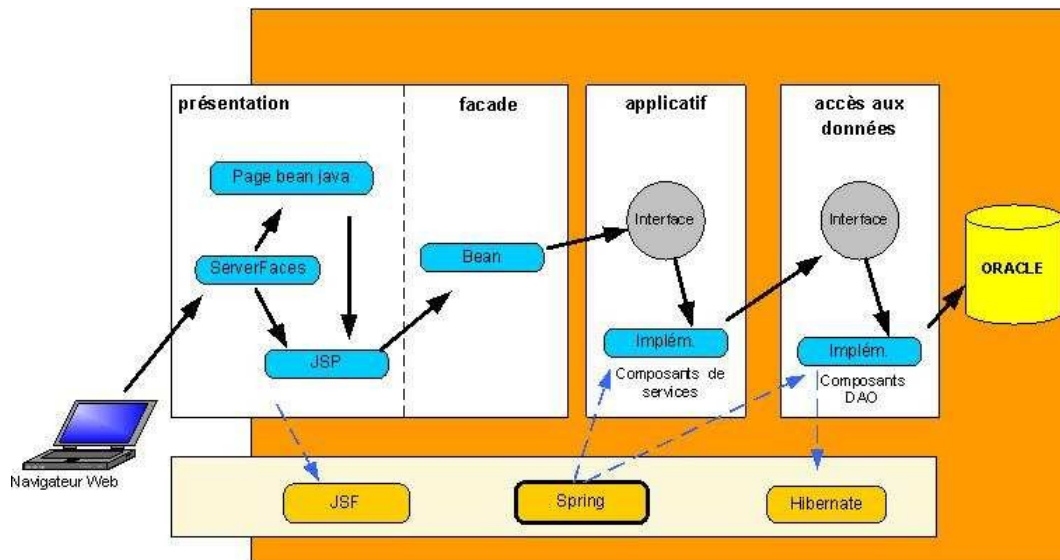 présentation
facade
applicatif
accès aux
données
Page bean java
Interface
Interface
ServerFaces
Bean
ORACLE
JSP
Implém.
Implém.
Composants de
services
Composants
DAO
Navigateur Web
JSF
Spring
Hibernate